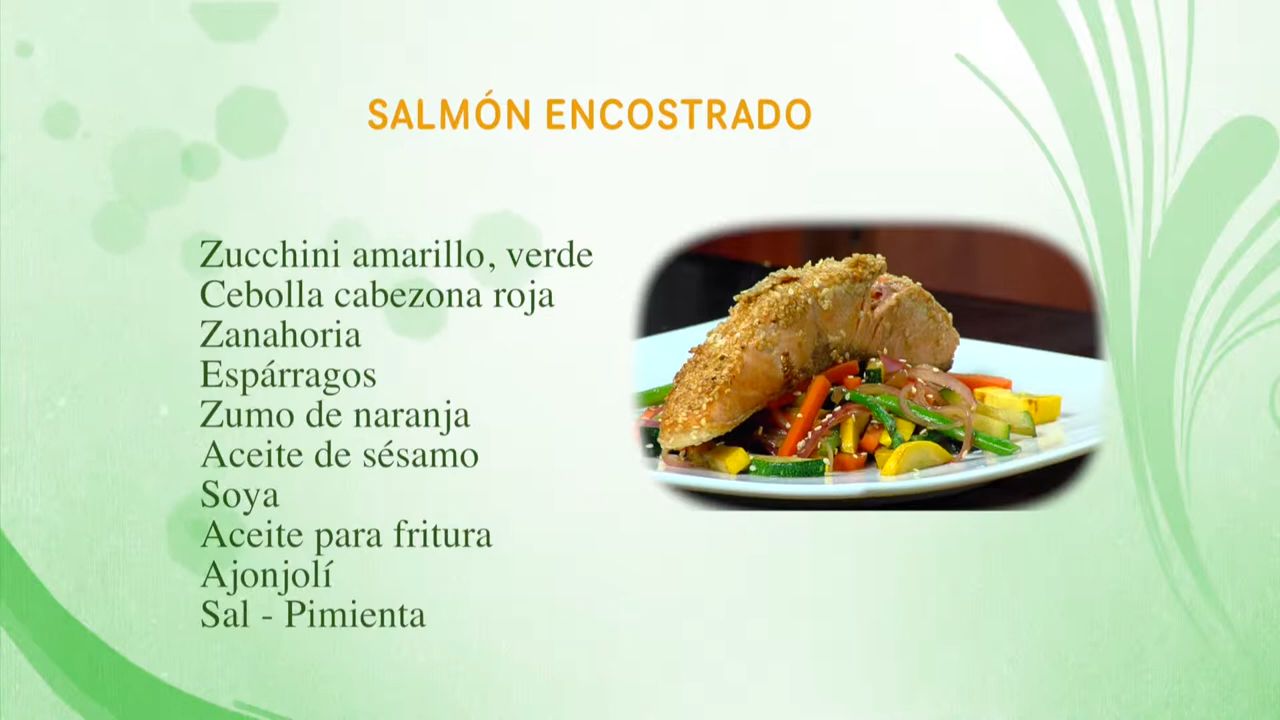 SALMÓN ENCOSTRADO
Zucchini amarillo, verde
Cebolla cabezona roja
Zanahoria
Espárragos
Zumo de naranja
Aceite de sésamo
Soya
Aceite para fritura
Ajonjolí
Sal - Pimienta